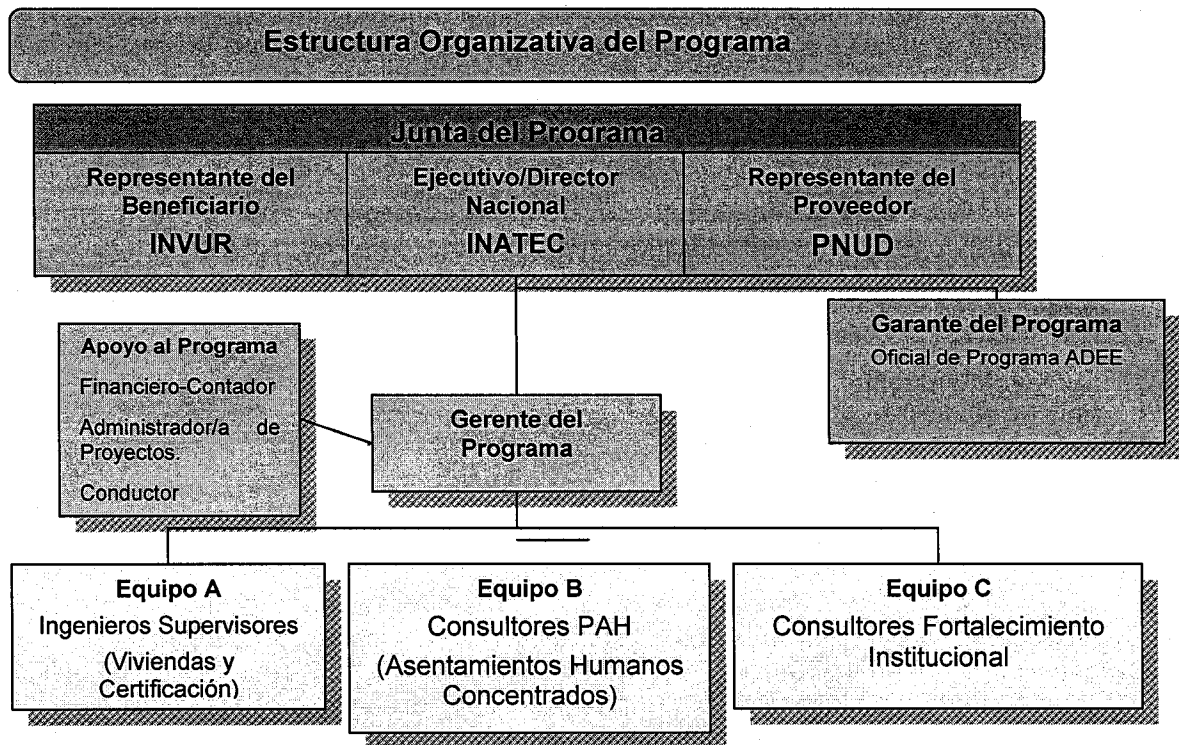 Estructura Organizativa del Programa
Junta del Programa
Representante del
Beneficiario
INVUR
Ejecutivo/Director
Nacional
INATEC
Representante del
Proveedor
PNUD
Garante del Programa
Oficial de Programa ADEE
Apoyo al Programa
Financiero-Contador
Administrador/a de
Proyectos.
Conductor
Gerente del
Programa
Equipo A
Ingenieros Supervisores
(Viviendas y
Certificación)
Equipo B
Consultores PAH
(Asentamientos Humanos
Concentrados)
Equipo C
Consultores Fortalecimiento
Institucional